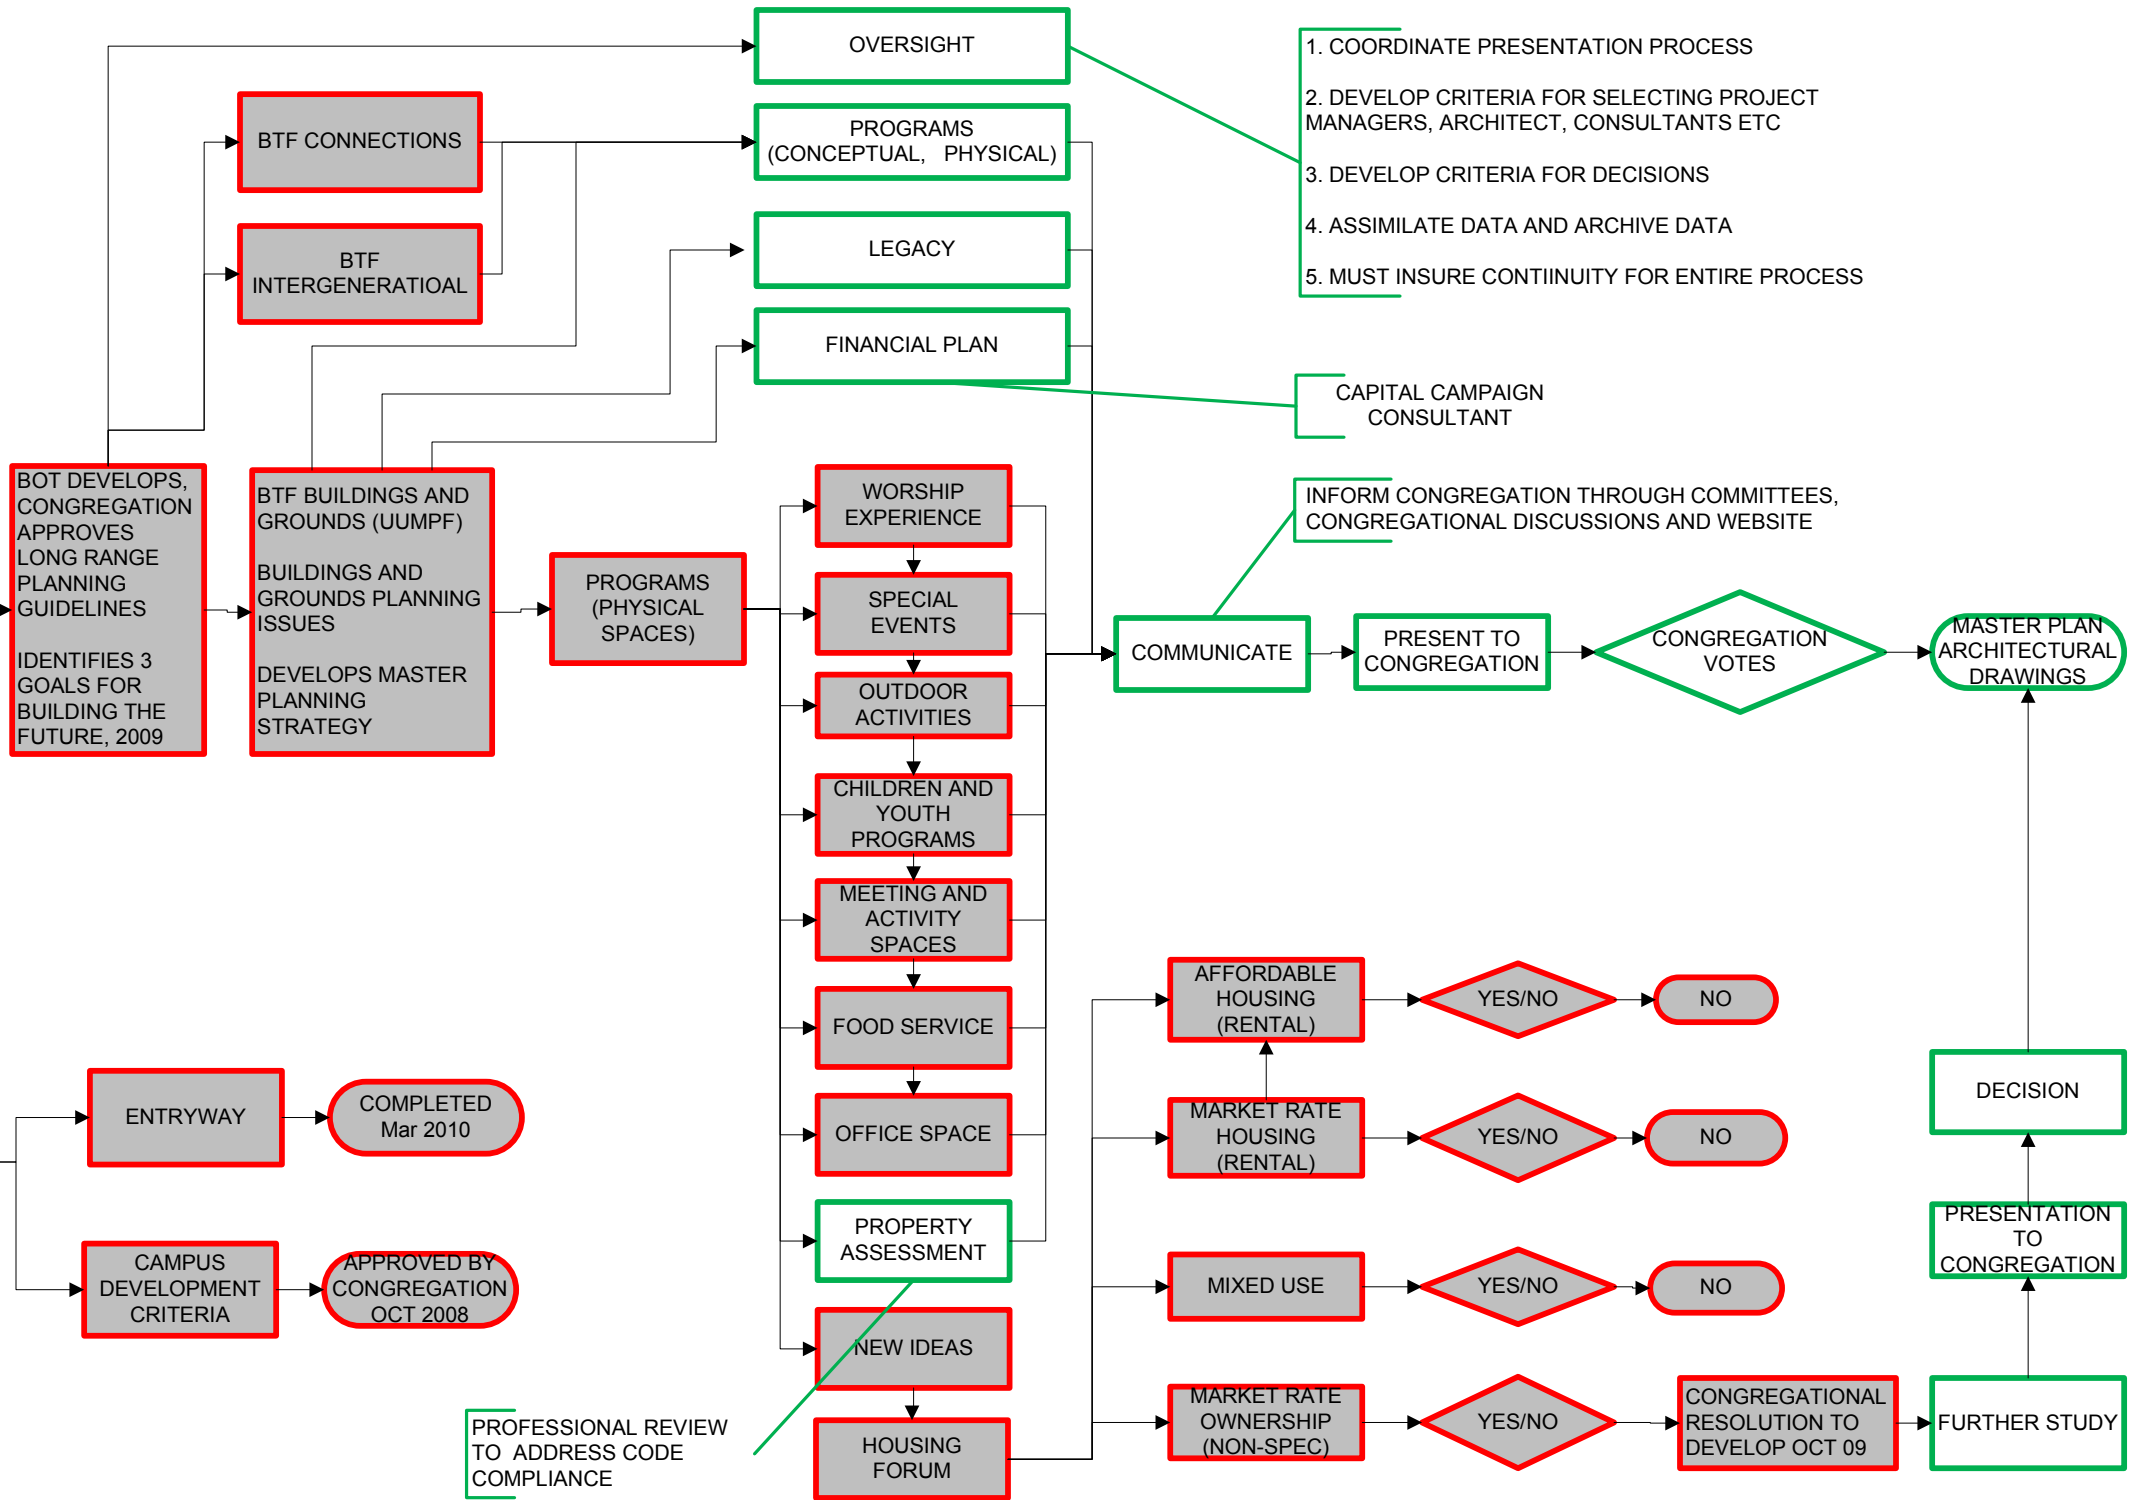 OVERSIGHT
1. COORDINATE PRESENTATION PROCESS
2. DEVELOP CRITERIA FOR SELECTING PROJECT
MANAGERS, ARCHITECT, CONSULTANTS ETC
3. DEVELOP CRITERIA FOR DECISIONS
4. ASSIMILATE DATA AND ARCHIVE DATA
5. MUST INSURE CONTIINUITY FOR ENTIRE PROCESS
BTF CONNECTIONS
PROGRAMS
(CONCEPTUAL, PHYSICAL)
BTF
INTERGENERATIOAL
LEGACY
FINANCIAL PLAN
CAPITAL CAMPAIGN
CONSULTANT
BOT DEVELOPS,
CONGREGATION
APPROVES
LONG RANGE
PLANNING
GUIDELINES
IDENTIFIES 3
GOALS FOR
BUILDING THE
FUTURE, 2009
BTF BUILDINGS AND
GROUNDS (UUMPF)
BUILDINGS AND
GROUNDS PLANNING
ISSUES
DEVELOPS MASTER
PLANNING
STRATEGY
PROGRAMS
(PHYSICAL
SPACES)
WORSHIP
EXPERIENCE
SPECIAL
EVENTS
OUTDOOR
ACTIVITIES
CHILDREN AND
YOUTH
PROGRAMS
MEETING AND
ACTIVITY
SPACES
FOOD SERVICE
OFFICE SPACE
PROPERTY
ASSESSMENT
NEW IDEAS
HOUSING
FORUM
INFORM CONGREGATION THROUGH COMMITTEES,
CONGREGATIONAL DISCUSSIONS AND WEBSITE
COMMUNICATE
PRESENT TO
CONGREGATION
CONGREGATION
VOTES
MASTER PLAN
ARCHITECTURAL
DRAWINGS
AFFORDABLE
HOUSING
(RENTAL)
YES/NO
NO
MARKET RATE
HOUSING
(RENTAL)
YES/NO
NO
MIXED USE
YES/NO
NO
MARKET RATE
OWNERSHIP
(NON-SPEC)
YES/NO
CONGREGATIONAL
RESOLUTION TO
DEVELOP OCT 09
FURTHER STUDY
PRESENTATION
TO
CONGREGATION
DECISION
ENTRYWAY
COMPLETED
Mar 2010
CAMPUS
DEVELOPMENT
CRITERIA
APPROVED BY
CONGREGATION
OCT 2008
PROFESSIONAL REVIEW
TO ADDRESS CODE
COMPLIANCE